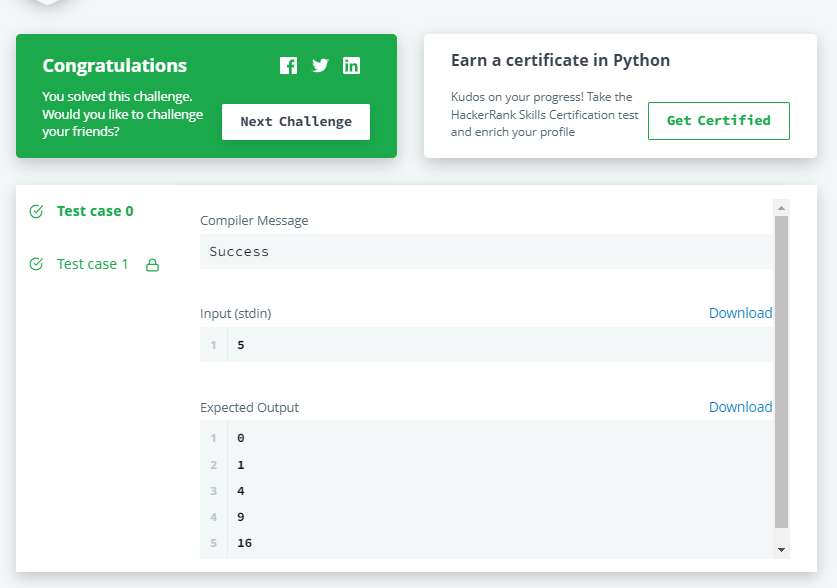 Congratulations
You solved this challenge.
Would you like to challenge
your friends?
Next Challenge
Earn a certificate in Python
Kudos on your progress! Take the
HackerRank Skills Certification test
and enrich your profile
Get Certified
Test case 0
Test case 1
Compiler Message
Success
Input (stdin)
Download
1 5
Expected Output
Download
1 0
2 1
3 4
4 9
5 16